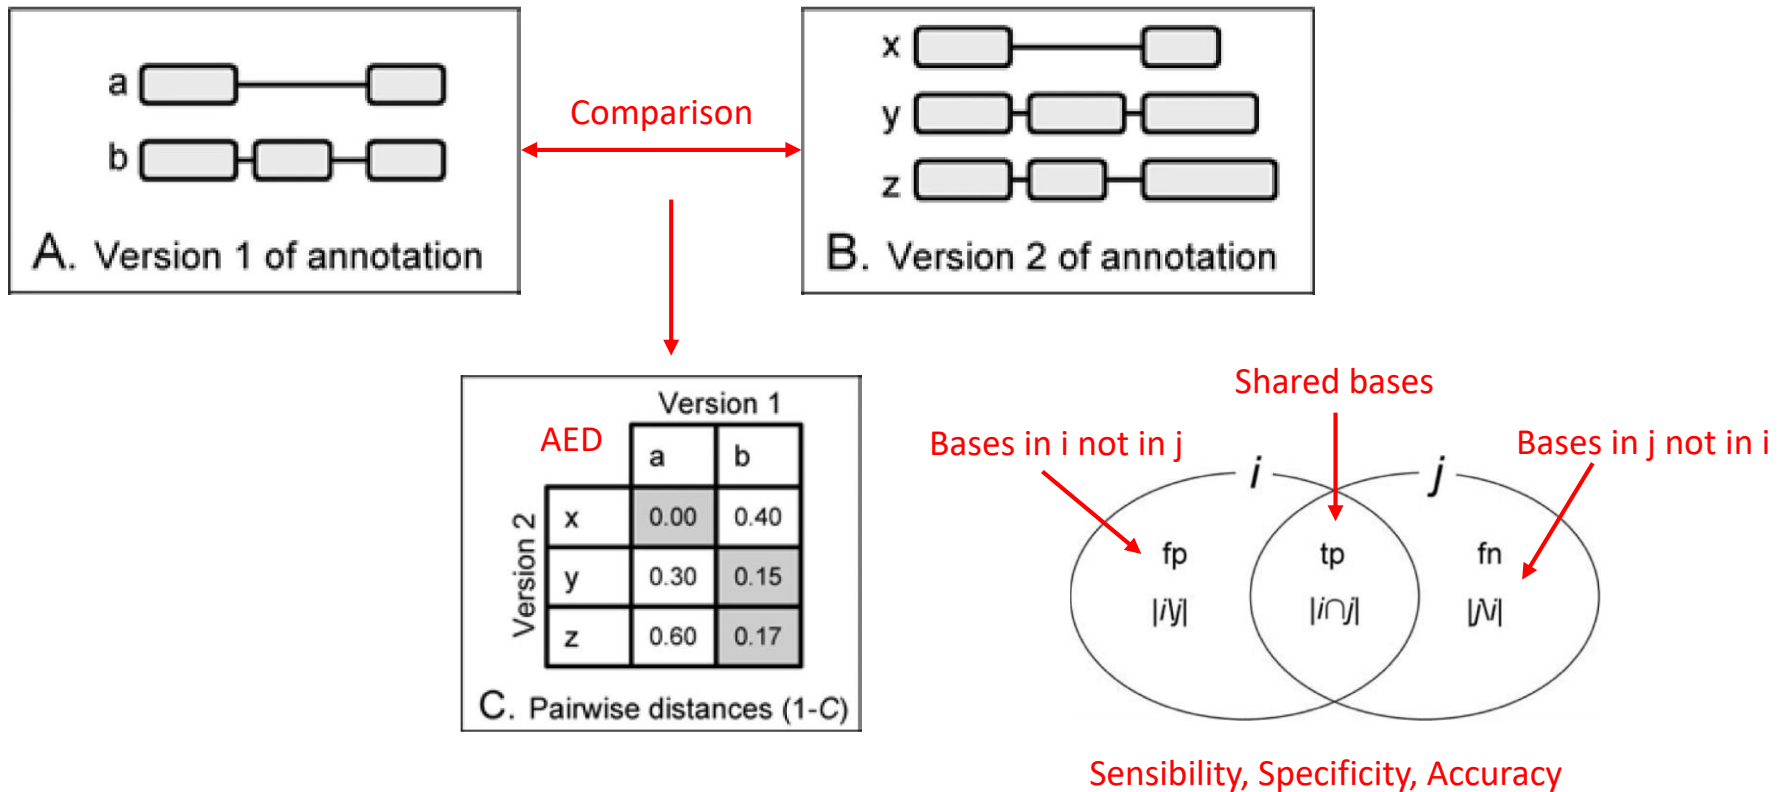 a
b
A. Version 1 of annotation
Comparison
x
y
z
B. Version 2 of annotation
AED
Version 1
a
b
Version 2
x
0.00
0.40
y
0.30
0.15
z
0.60
0.17
C. Pairwise distances (1-C)
Shared bases
Bases in i not in j
Bases in j not in i
i
j
fp
tp
fn
|i\j|
|i∩j|
|j\i|
Sensibility, Specificity, Accuracy